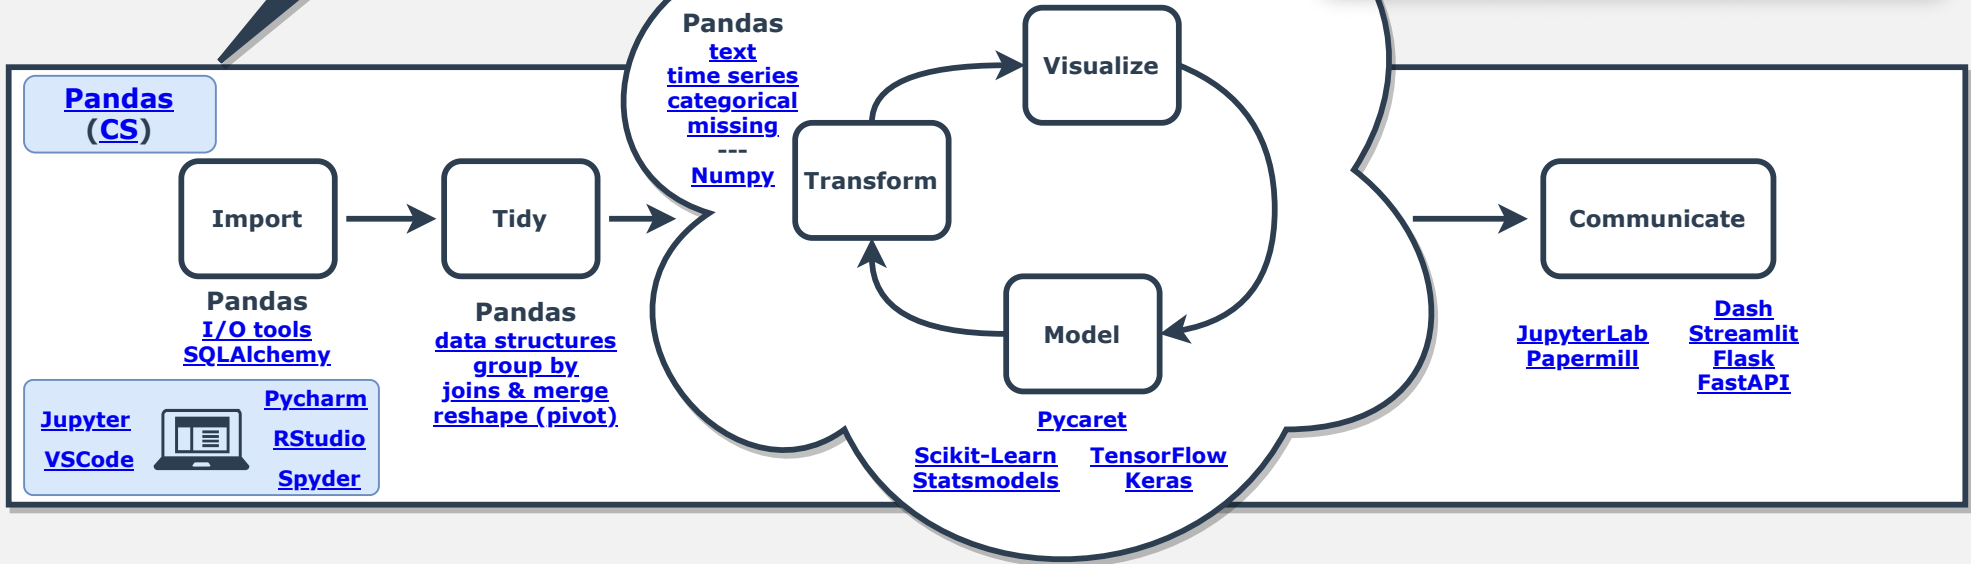 Pandas
(CS)
Import
Pandas
I/O tools
SQLAlchemy
Jupyter
VSCode
Pycharm
RStudio
Spyder
Tidy
Pandas
data structures
group by
joins & merge
reshape (pivot)
Pandas
text
time series
categorical
missing
---
Numpy
Transform
Visualize
Model
Pycaret
Scikit-Learn
Statsmodels
TensorFlow
Keras
Communicate
JupyterLab
Papermill
Dash
Streamlit
Flask
FastAPI